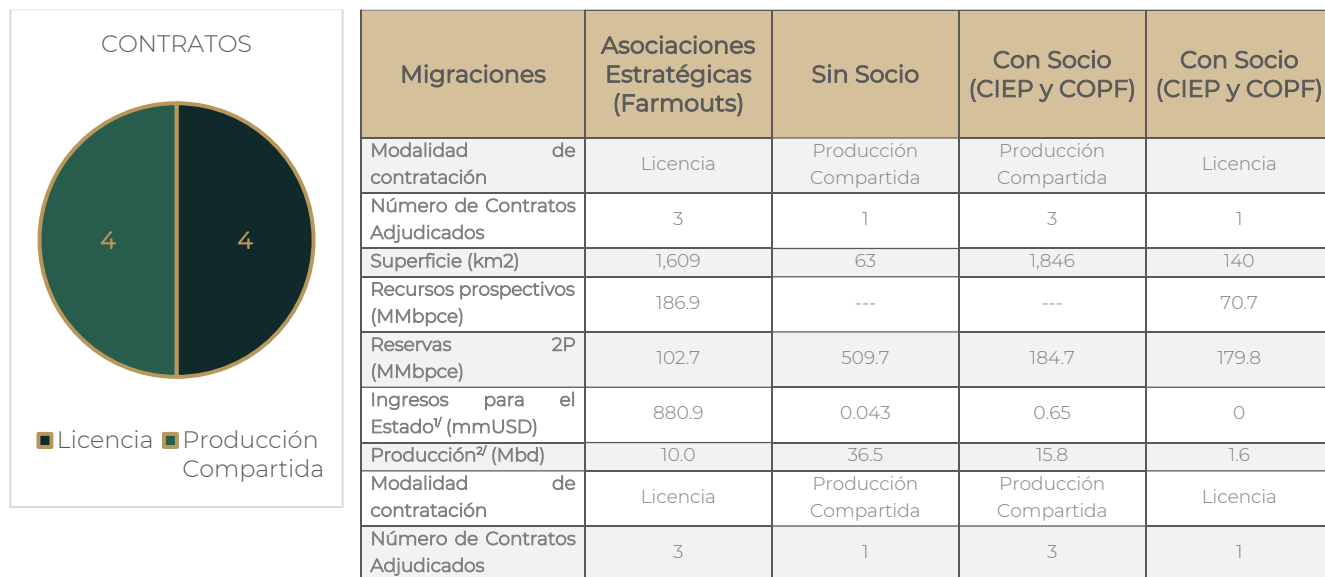 CONTRATOS
4
4
Licencia Producción
Compartida
Migraciones
Asociaciones
Estratégicas
(Farmouts)
Sin Socio
Con Socio
(CIEP y COPF)
Con Socio
(CIEP y COPF)
Modalidad de
contratación
Licencia
Producción
Compartida
Producción
Compartida
Licencia
Número de Contratos
Adjudicados
3
1
3
1
Superficie (km2)
1,609
63
1,846
140
Recursos prospectivos
(MMbpce)
186.9
---
---
70.7
Reservas 2P
(MMbpce)
102.7
509.7
184.7
179.8
Ingresos para el
Estado1/ (mmUSD)
880.9
0.043
0.65
0
Producción2/ (Mbd)
10.0
36.5
15.8
1.6
Modalidad de
contratación
Licencia
Producción
Compartida
Producción
Compartida
Licencia
Número de Contratos
Adjudicados
3
1
3
1